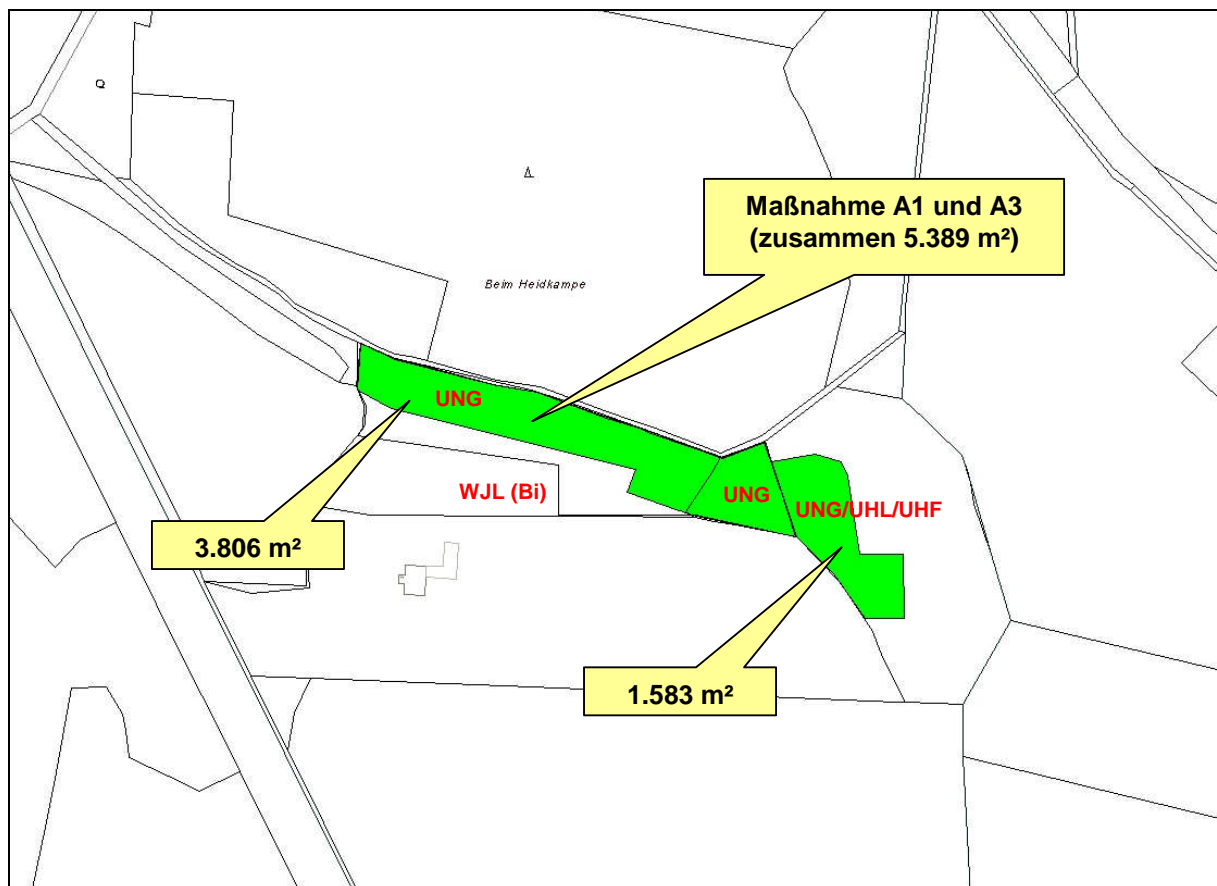 Q
Maßnahme A1 und A3
(zusammen 5.389 m²)
Beim Heidkampe
UNG
WJL (Bi)
UNG
UNG/UHL/UHF
3.806 m²
1.583 m²